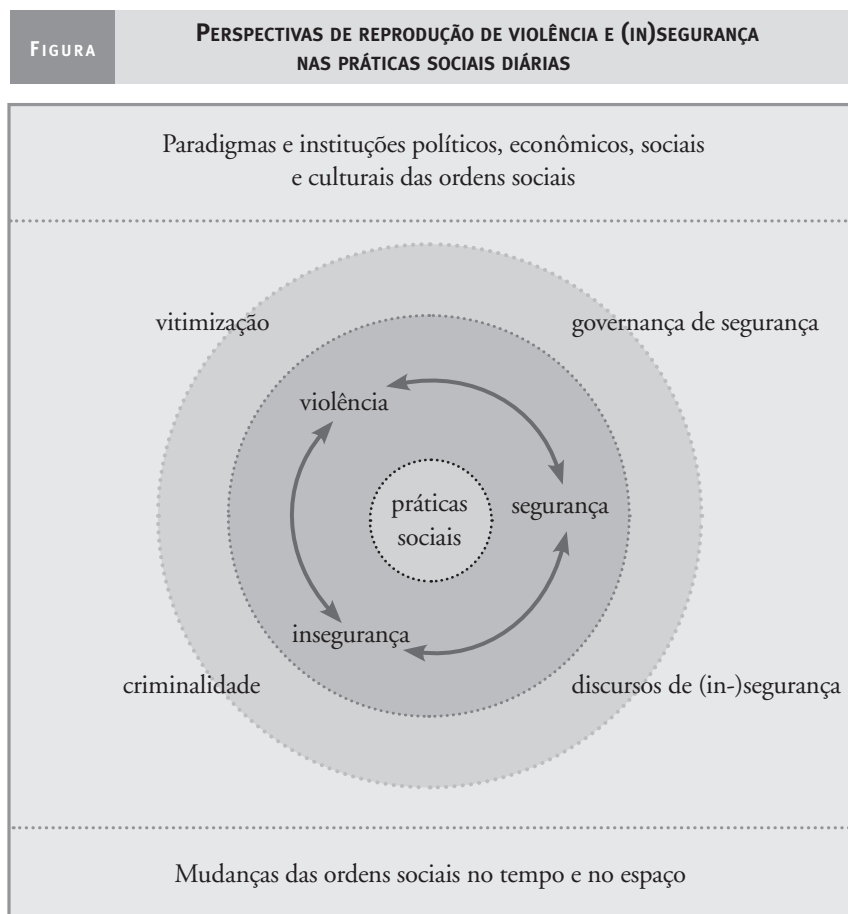 FIGURA
PERSPECTIVAS DE REPRODUÇÃO DE VIOLÊNCIA E (IN)SEGURANÇA
NAS PRÁTICAS SOCIAIS DIÁRIAS
Paradigmas e instituções políticos, econômicos, sociais
e culturais das ordens sociais
vitimização
governança de segurança
violência
práticas
sociais
segurança
insegurança
criminalidade
discursos de (in-)segurança
Mudanças das ordens sociais no tempo e no espaço